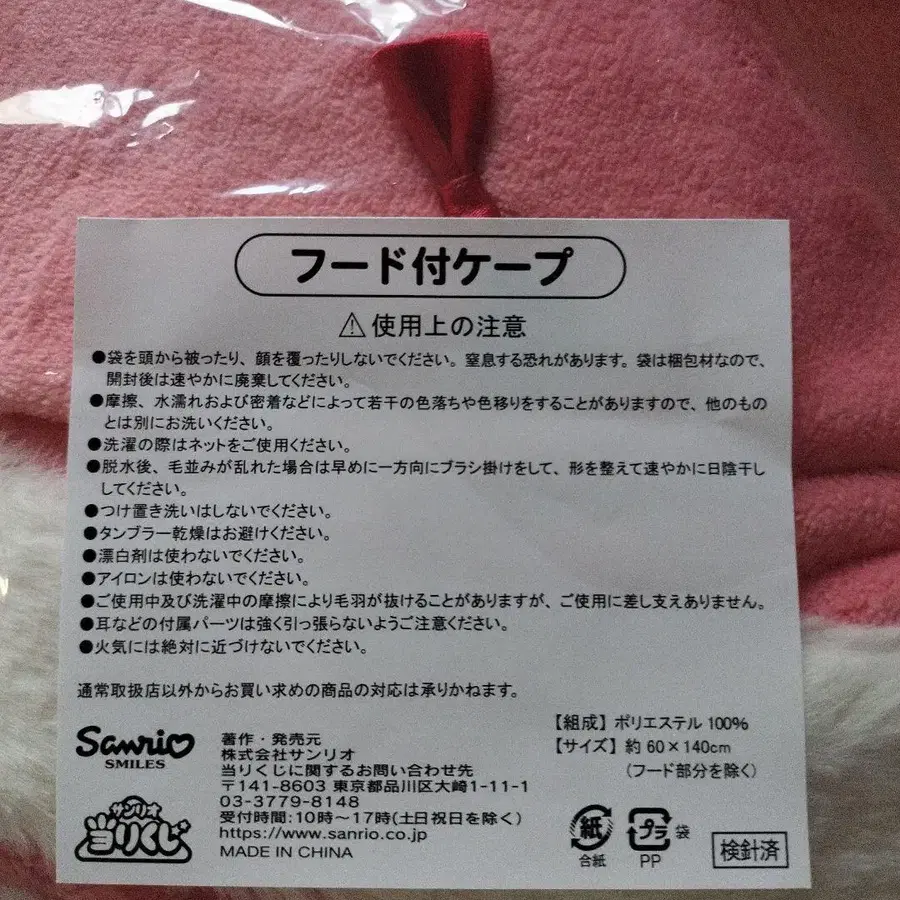 フード付ケープ
⚠使用上の注意
●袋を頭から被ったり、顔を覆ったりしないでください。窒息する恐れがあります。袋は梱包材なので、
開封後は速やかに廃棄してください。
●摩擦、水濡れおよび密着などによって若干の色落ちや色移りをすることがありますので、他のもの
とは別にお洗いください。
●洗濯の際はネットをご使用ください。
●脱水後、毛並みが乱れた場合は早めに一方向にブラシ掛けをして、形を整えて速やかに日陰干し
してください。
●つけ置き洗いはしないでください。
●タンブラー乾燥はお避けください。
●漂白剤は使わないでください。
●アイロンは使わないでください。
●ご使用中及び洗濯中の摩擦により毛羽が抜けることがありますが、ご使用に差し支えありません。
●耳などの付属パーツは強く引っ張らないようご注意ください。
●火気には絶対に近づけないでください。
通常取扱店以外からお買い求めの商品の対応は承りかねます。
【組成】ポリエステル 100%
【サイズ】約 60×140cm
(フード部分を除く)
Sanrio
SMILES
サンリオ
当りくじ
著作・発売元
株式会社サンリオ
当りくじに関するお問い合わせ先
〒141-8603 東京都品川区大崎1-11-1
03-3779-8148
受付時間:10時～17時(土日祝日を除く)
https://www.sanrio.co.jp
MADE IN CHINA
紙
合紙
プラ
袋
PP
検針済